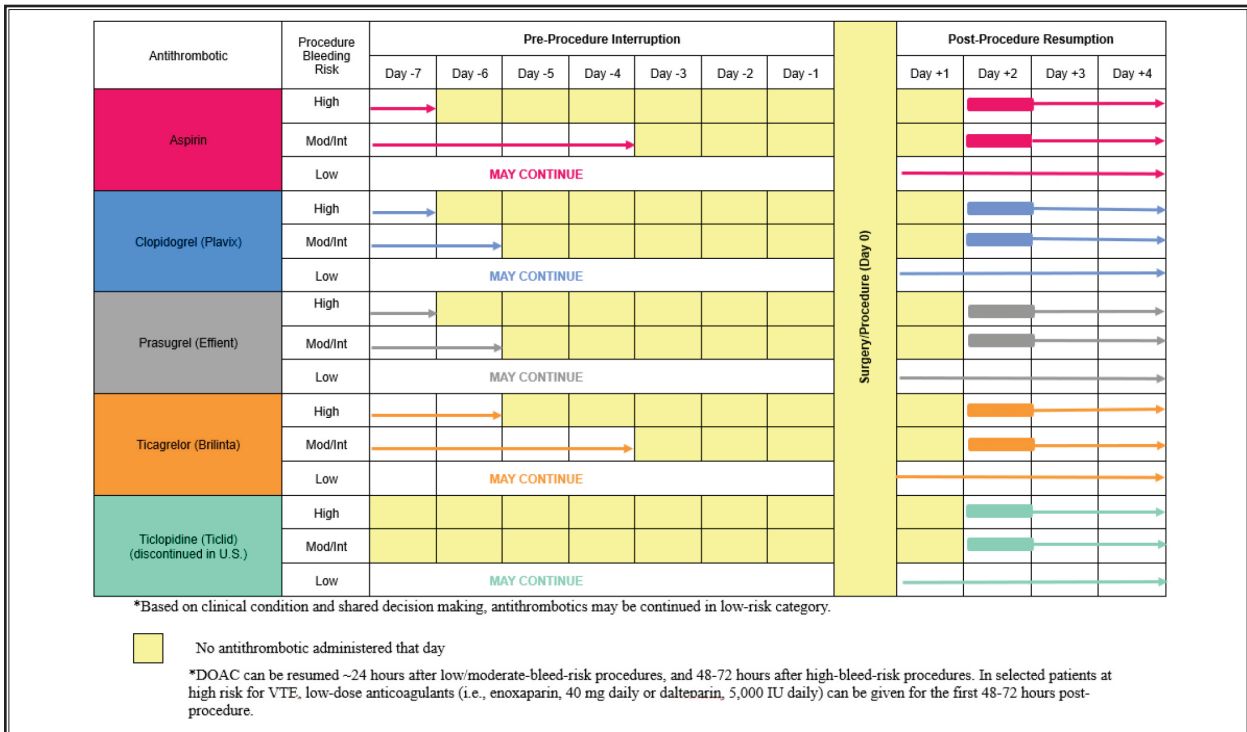 Antithrombotic
Procedure
Bleeding
Risk
Pre-Procedure Interruption
Post-Procedure Resumption
Day -7
Day -6
Day -5
Day -4
Day -3
Day -2
Day -1
Day +1
Day +2
Day +3
Day +4
Surgery/Procedure (Day 0)
Aspirin
High
Mod/Int
Low
MAY CONTINUE
Clopidogrel (Plavix)
High
Mod/Int
Low
MAY CONTINUE
Prasugrel (Effient)
High
Mod/Int
Low
MAY CONTINUE
Ticagrelor (Brilinta)
High
Mod/Int
Low
MAY CONTINUE
Ticlopidine (Ticlid)
(discontinued in U.S.)
High
Mod/Int
Low
MAY CONTINUE
*Based on clinical condition and shared decision making, antithrombotics may be continued in low-risk category.
No antithrombotic administered that day
*DOAC can be resumed ~24 hours after low/moderate-bleed-risk procedures, and 48-72 hours after high-bleed-risk procedures. In selected patients at
high risk for VTE, low-dose anticoagulants (i.e., enoxaparin, 40 mg daily or dalteparin, 5,000 IU daily) can be given for the first 48-72 hours post-
procedure.